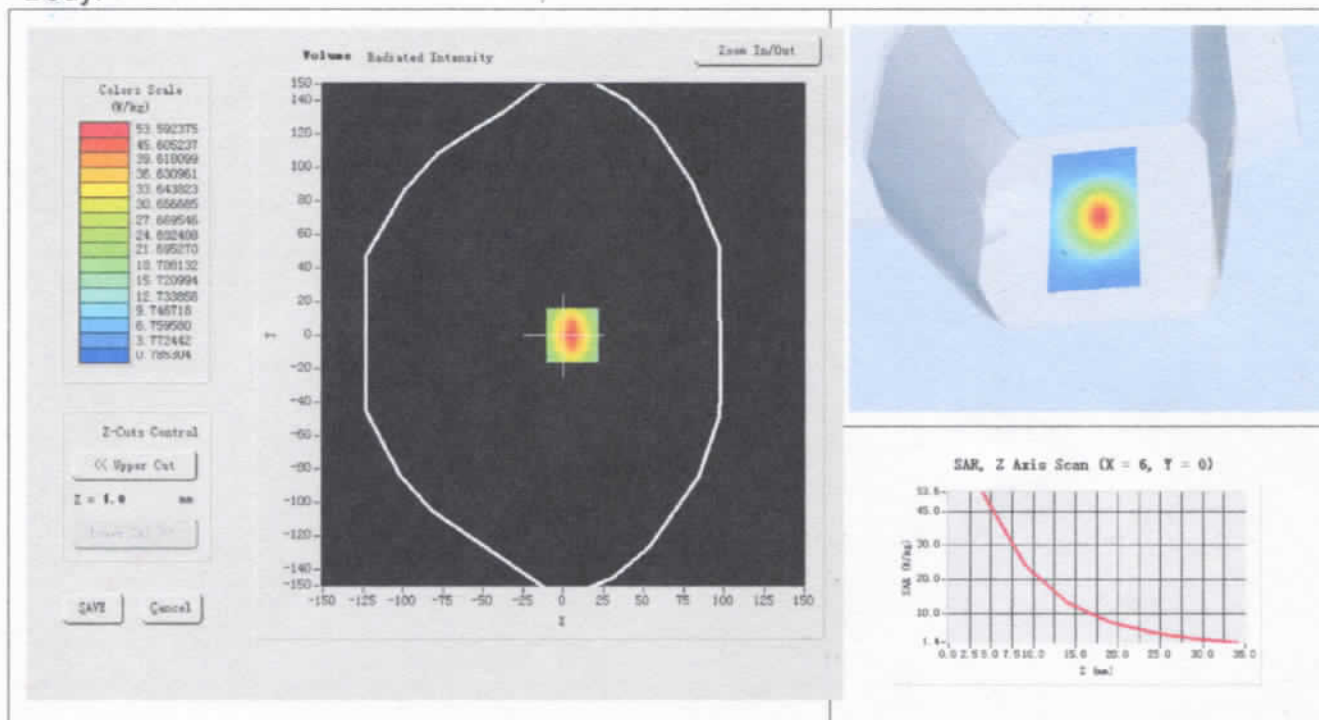 Volume Radiated Intensity
Zoom In/Out
Colors Scale
(W/kg)
53.592375
45.605237
39.618099
36.630961
33.643823
30.656685
27.669546
24.682408
21.695270
18.708132
15.720994
12.733856
9.746718
6.759580
3.772442
0.785304
150
140
120
100
80
60
40
20
0
-20
-40
-60
-80
-100
-120
-140
-150
Y
-150 -100 -75 -50 -25 0 25 50 75 100 150
X
Z-Cuts Control
<< Upper Cut
Z = 4.0 mm
SAVE
Cancel
SAR, Z Axis Scan (X = 6, Y = 0)
SAR (W/kg)
53.6
45.0
30.0
20.0
10.0
1.4
0.0 2.5 5.0 7.5 10.0 15.0 20.0 25.0 30.0 35.0
Z (mm)